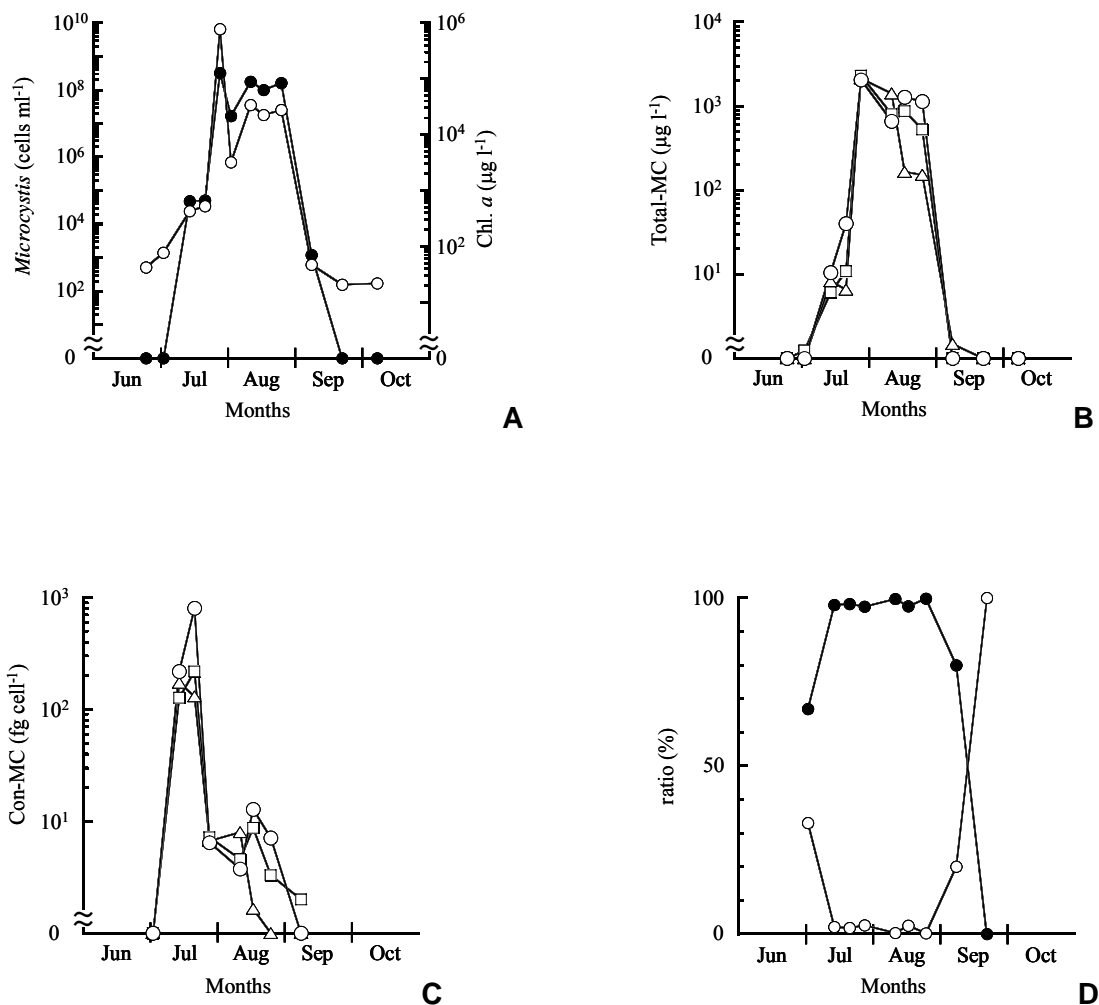 10^10
10^8
10^6
10^4
10^2
0
Microcystis (cells ml^-1)
10^6
10^4
10^2
0
Chl. a (µg l^-1)
Jun Jul Aug Sep Oct
Months
A
10^4
10^3
10^2
10^1
0
Total-MC (µg l^-1)
Jun Jul Aug Sep Oct
Months
B
10^3
10^2
10^1
0
Con-MC (fg cell^-1)
Jun Jul Aug Sep Oct
Months
C
100
50
0
ratio (%)
Jun Jul Aug Sep Oct
Months
D